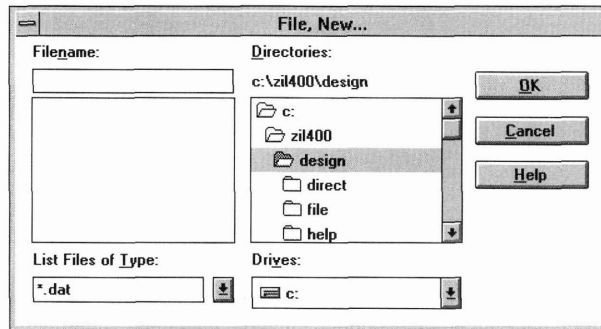 File, New...
Filename:
Directories:
c:\zil400\design
OK
Cancel
Help
c:
zil400
design
direct
file
help
List Files of Type:
*.dat
Drives:
c: